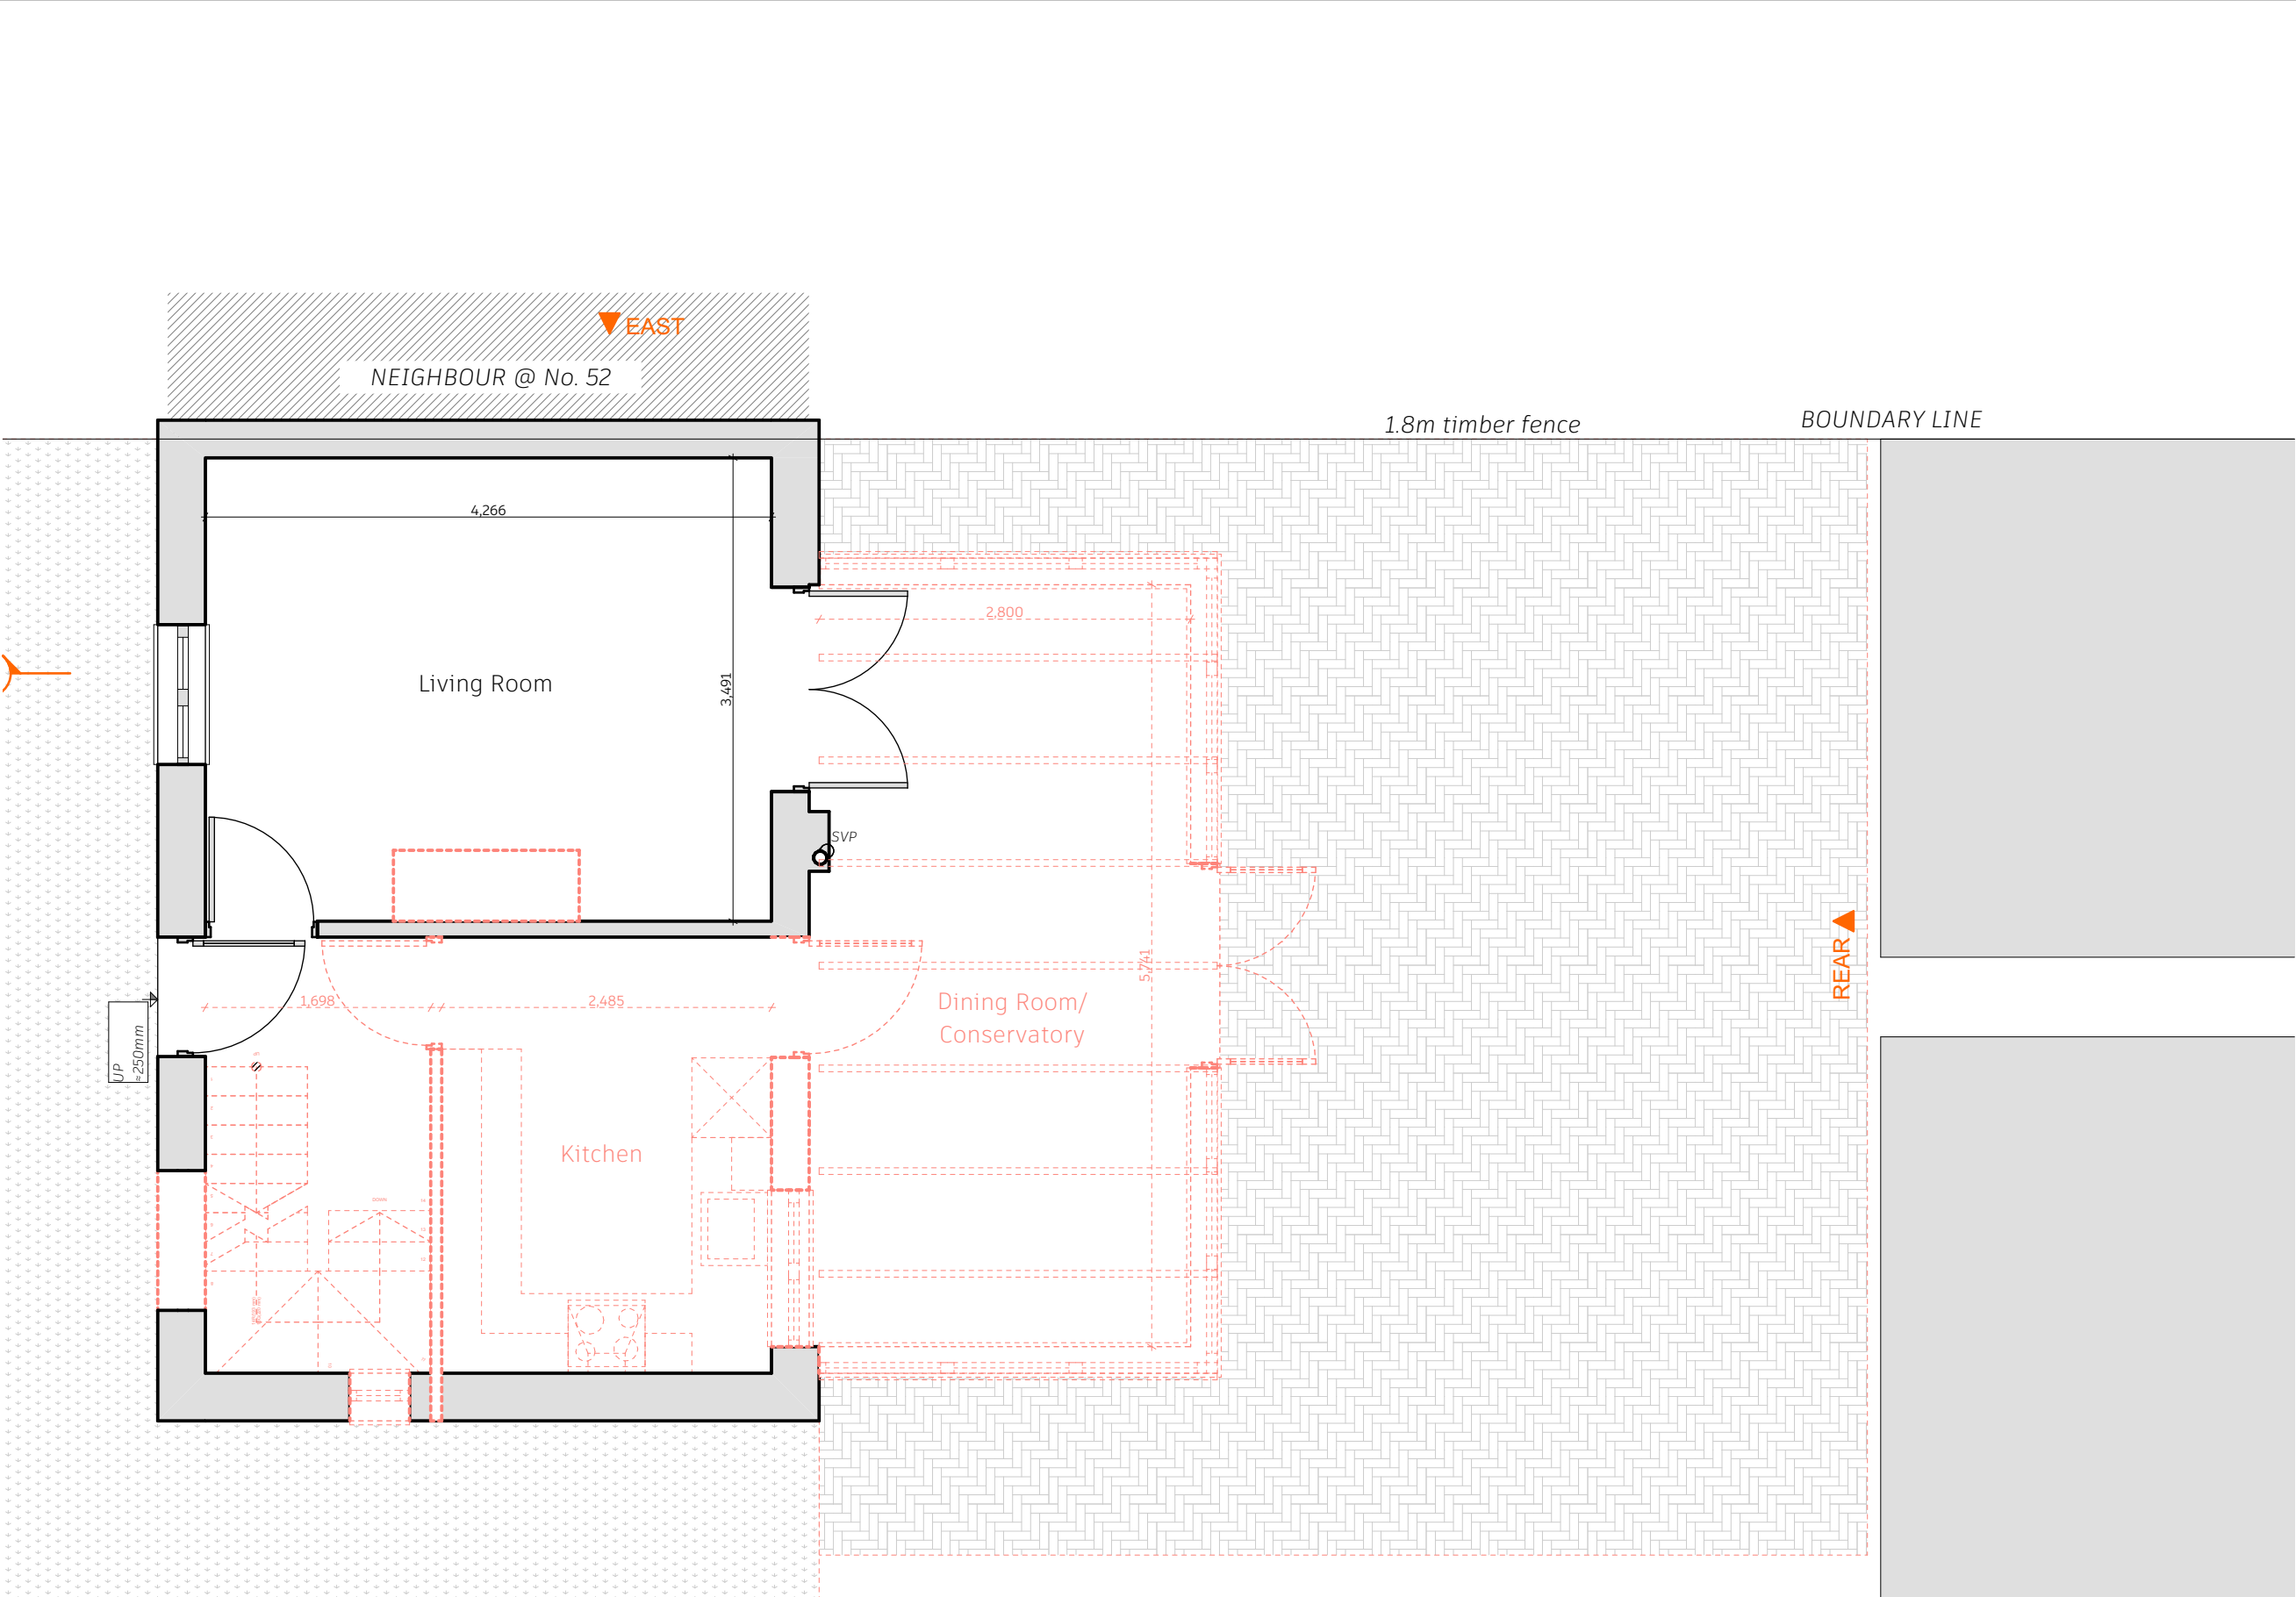 EAST
NEIGHBOUR @ No. 52
1.8m timber fence
BOUNDARY LINE
4,266
2,800
Living Room
3,491
SVP
REAR
5,741
1,698
2,485
Dining Room/
Conservatory
UP
≈250mm
Kitchen